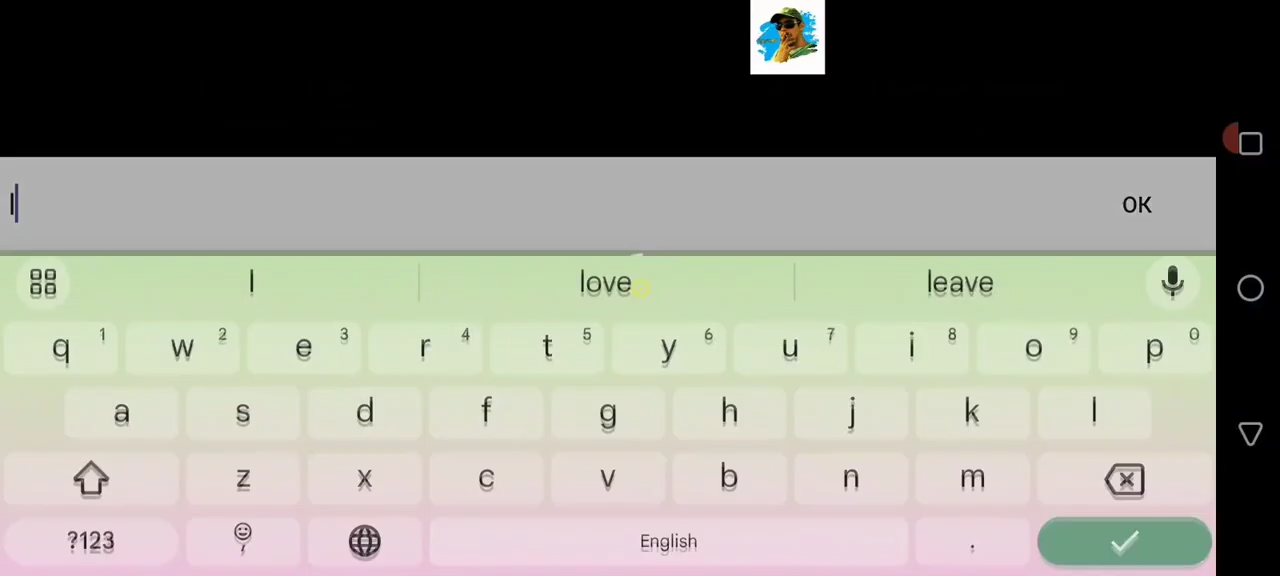 l
OK
l love leave
q 1 w 2 e 3 r 4 t 5 y 6 u 7 i 8 o 9 p 0
a s d f g h j k l
z x c v b n m
?123 , English .